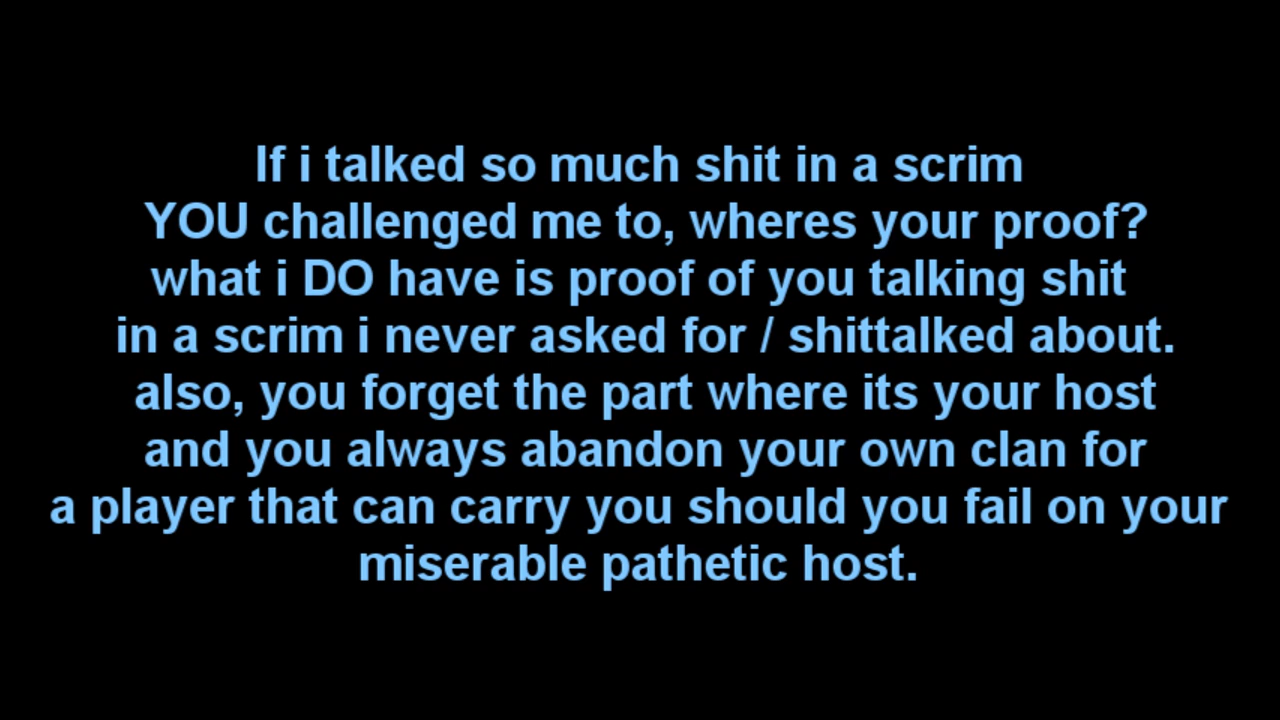 If i talked so much shit in a scrim
YOU challenged me to, wheres your proof?
what i DO have is proof of you talking shit
in a scrim i never asked for / shittalked about.
also, you forget the part where its your host
and you always abandon your own clan for
a player that can carry you should you fail on your
miserable pathetic host.